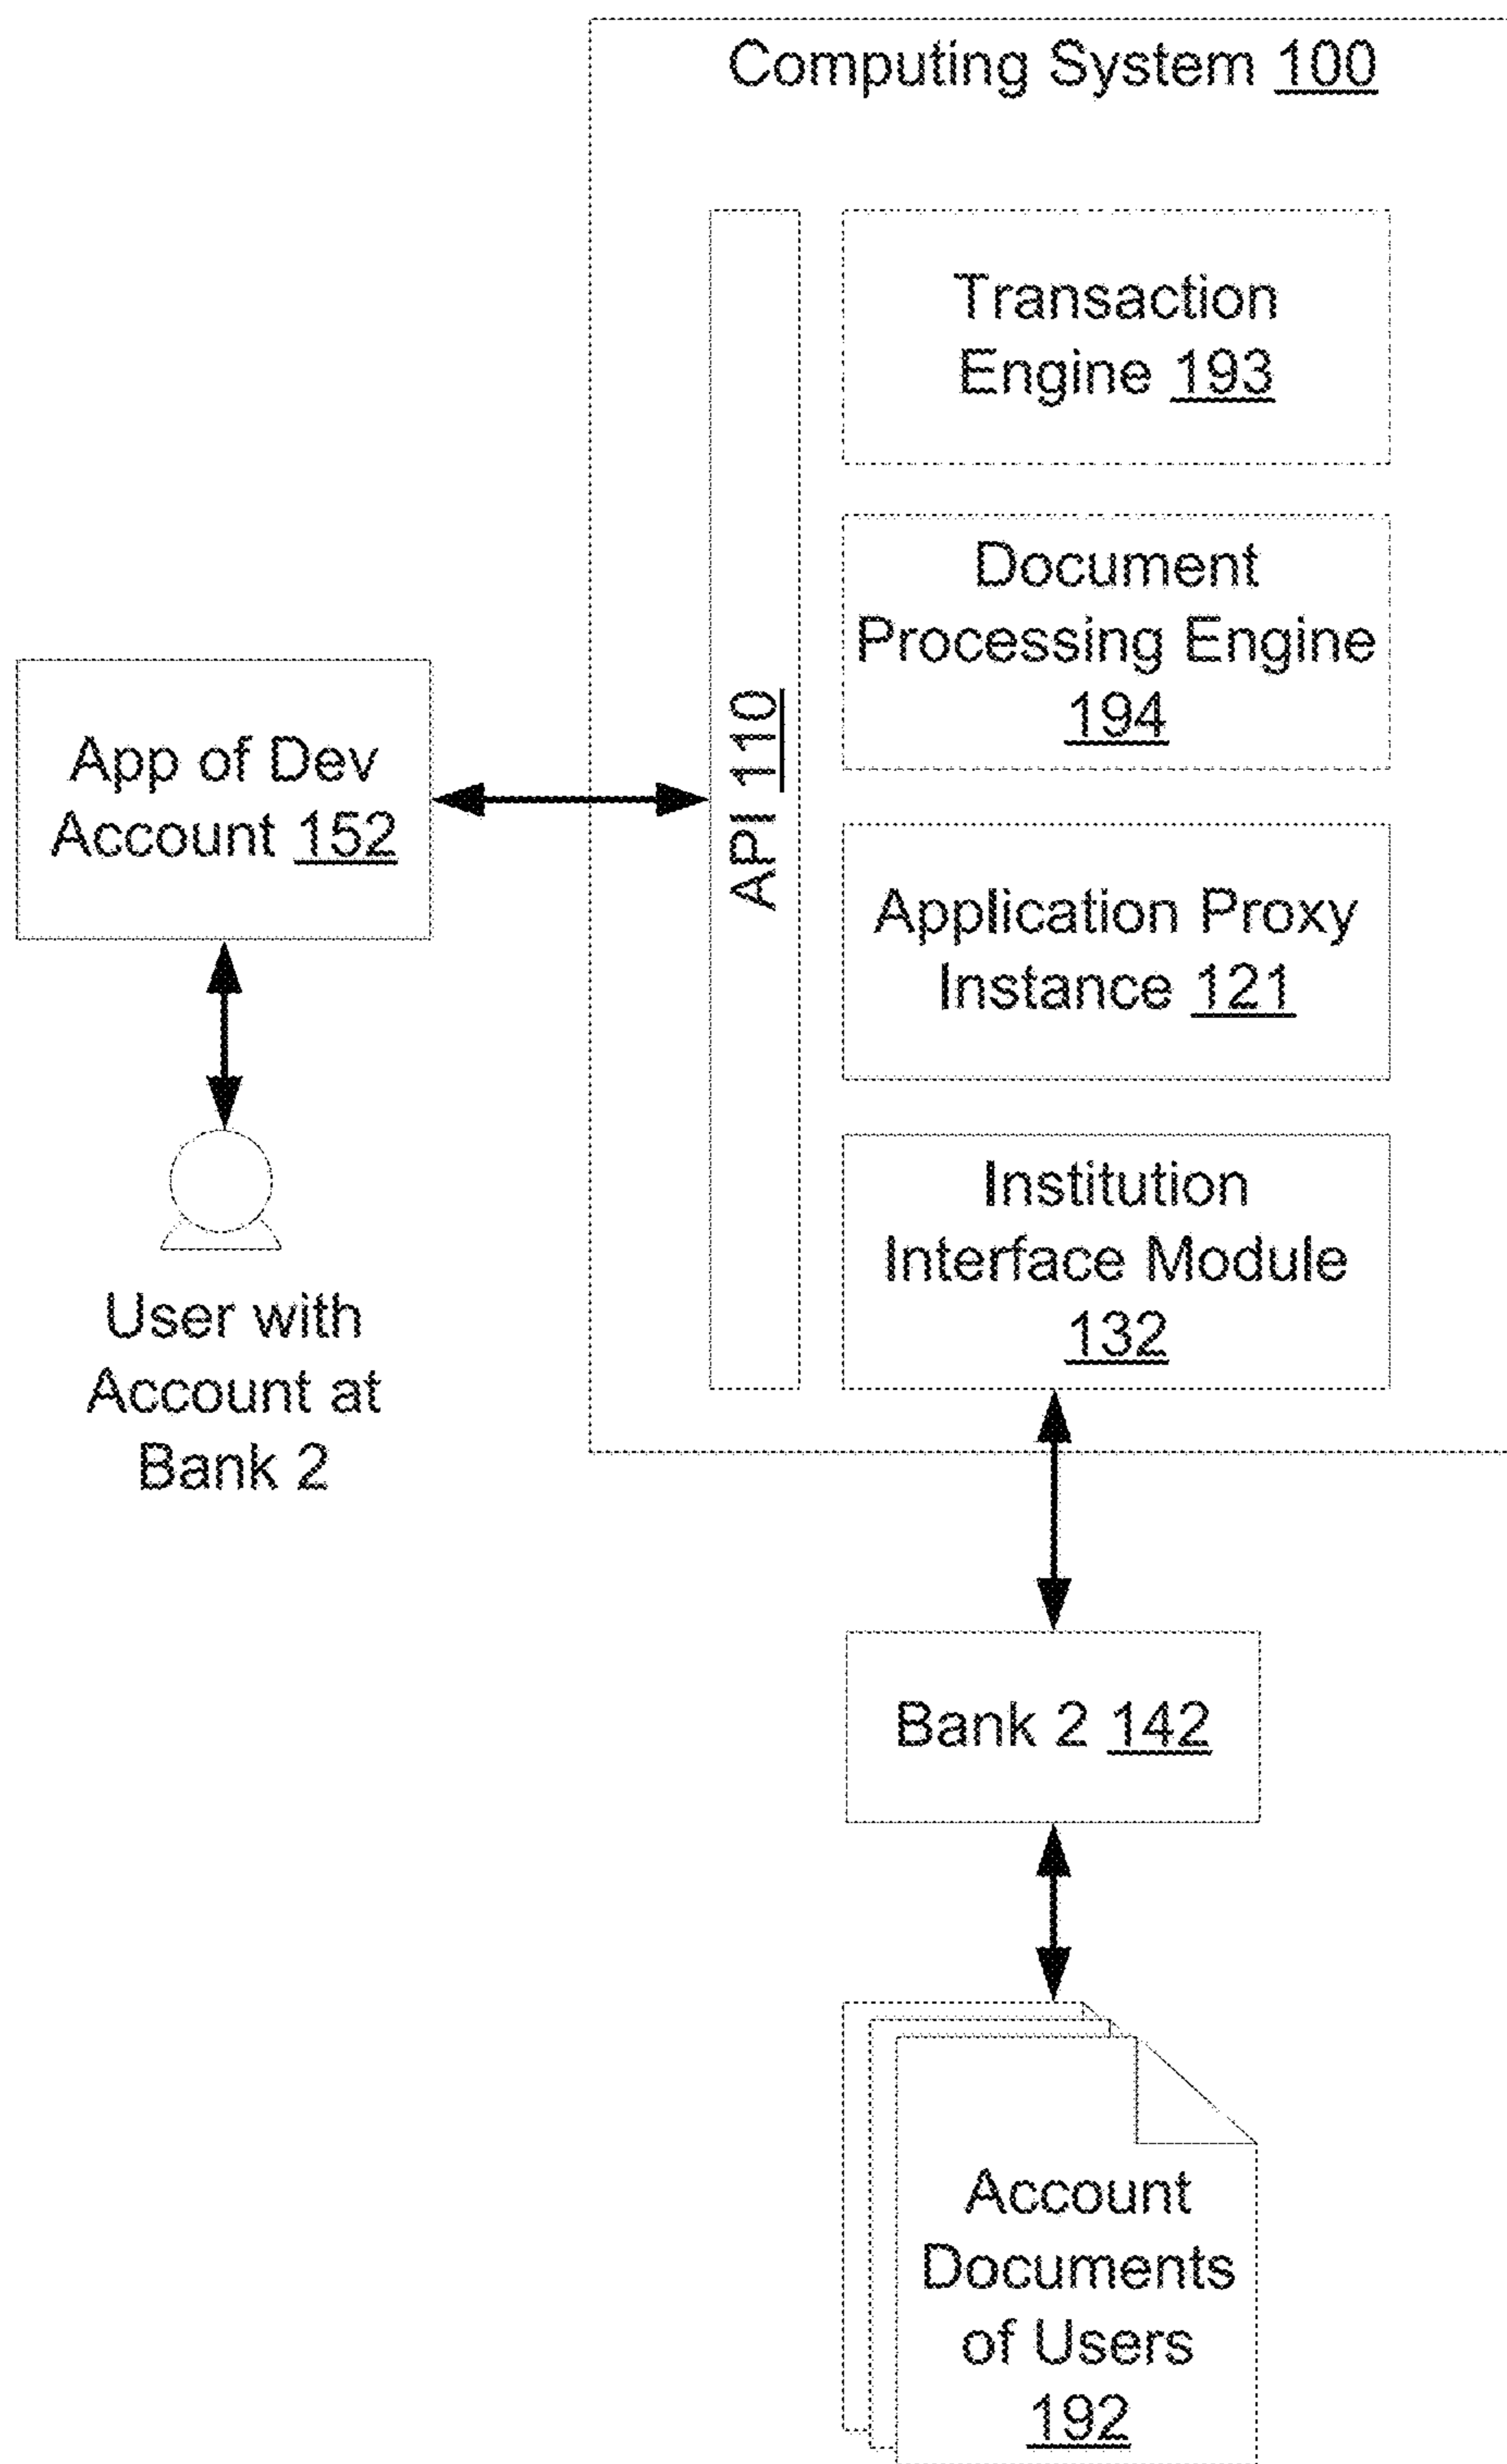 Computing System 100
Transaction
Engine 193
Document
Processing Engine
194
API 110
App of Dev
Account 152
Application Proxy
Instance 121
Institution
Interface Module
132
User with
Account at
Bank 2
Bank 2 142
Account
Documents
of Users
192